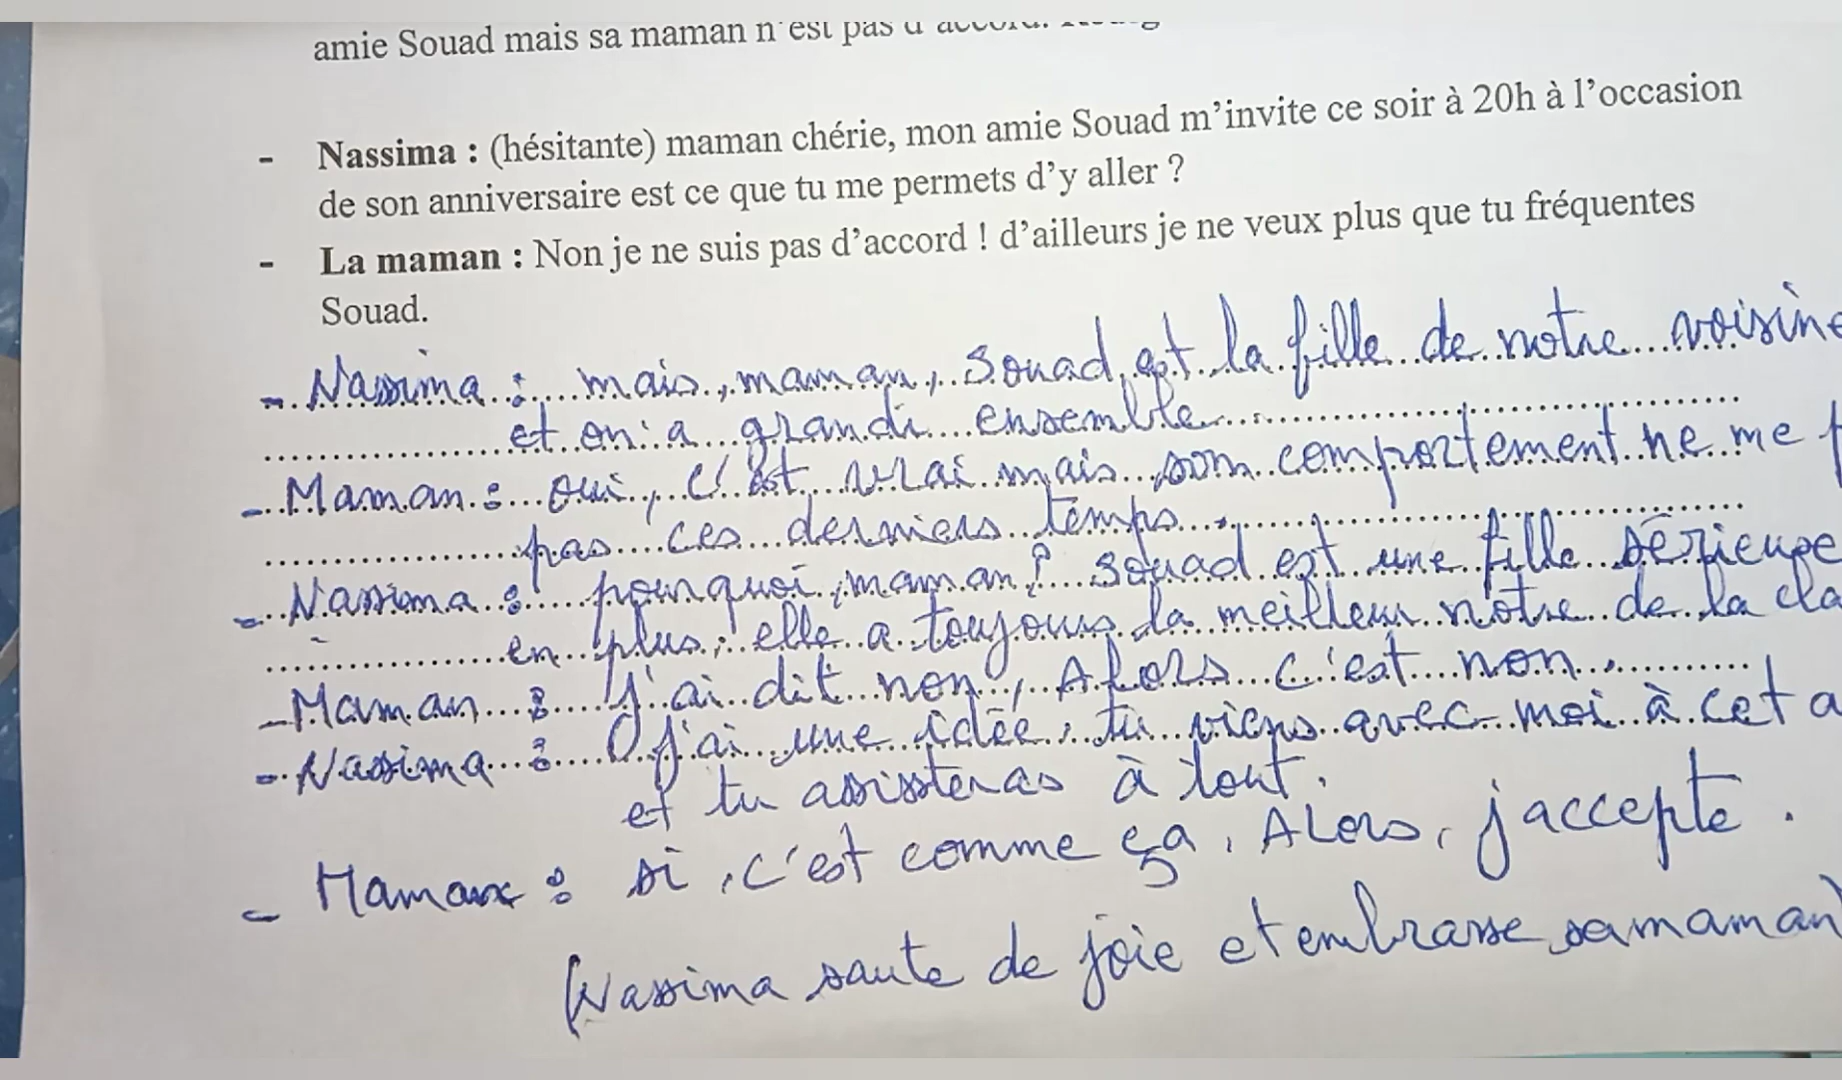 amie Souad mais sa maman n'est pas d'accord.
- Nassima : (hésitante) maman chérie, mon amie Souad m'invite ce soir à 20h à l'occasion
de son anniversaire est ce que tu me permets d'y aller ?
- La maman : Non je ne suis pas d'accord ! d'ailleurs je ne veux plus que tu fréquentes
Souad.
- Nassima : mais, maman, Souad est la fille de notre voisine
et on a grandi ensemble
- Maman : oui, c'est vrai mais son comportement ne me p
pas ces derniers temps.
- Nassima : pourquoi, maman ? Souad est une fille sérieuse
en plus, elle a toujours la meilleur notre de la cla
- Maman : j'ai dit non, Alors c'est non.
- Nassima : O j'ai une idée, tu viens avec moi à cet a
et tu assisteras à tout.
- Maman : si, c'est comme ça, Alors, j'accepte.
(Nassima saute de joie et embrasse sa maman)